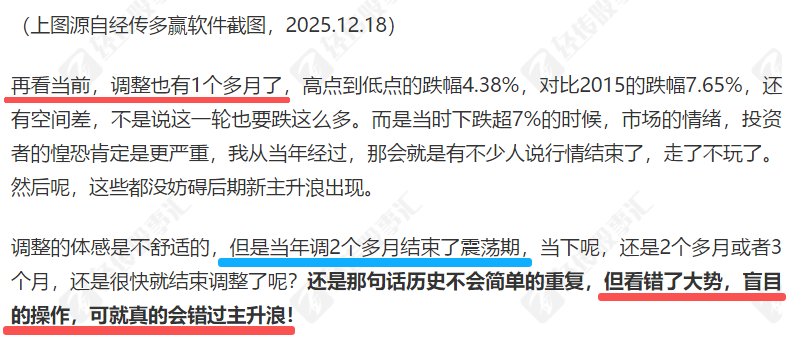 （上图源自经传多赢软件截图，2025.12.18）
再看当前，调整也有1个多月了，高点到低点的跌幅4.38%，对比2015的跌幅7.65%，还
有空间差，不是说这一轮也要跌这么多。而是当时下跌超7%的时候，市场的情绪，投资
者的惶恐肯定是更严重，我从当年经过，那会就是有不少人说行情结束了，走了不玩了。
然后呢，这些都没妨碍后期新主升浪出现。
调整的体感是不舒适的，但是当年调2个多月结束了震荡期，当下呢，还是2个多月或者3
个月，还是很快就结束调整了呢？还是那句话历史不会简单的重复，但看错了大势，盲目
的操作，可就真的会错过主升浪！